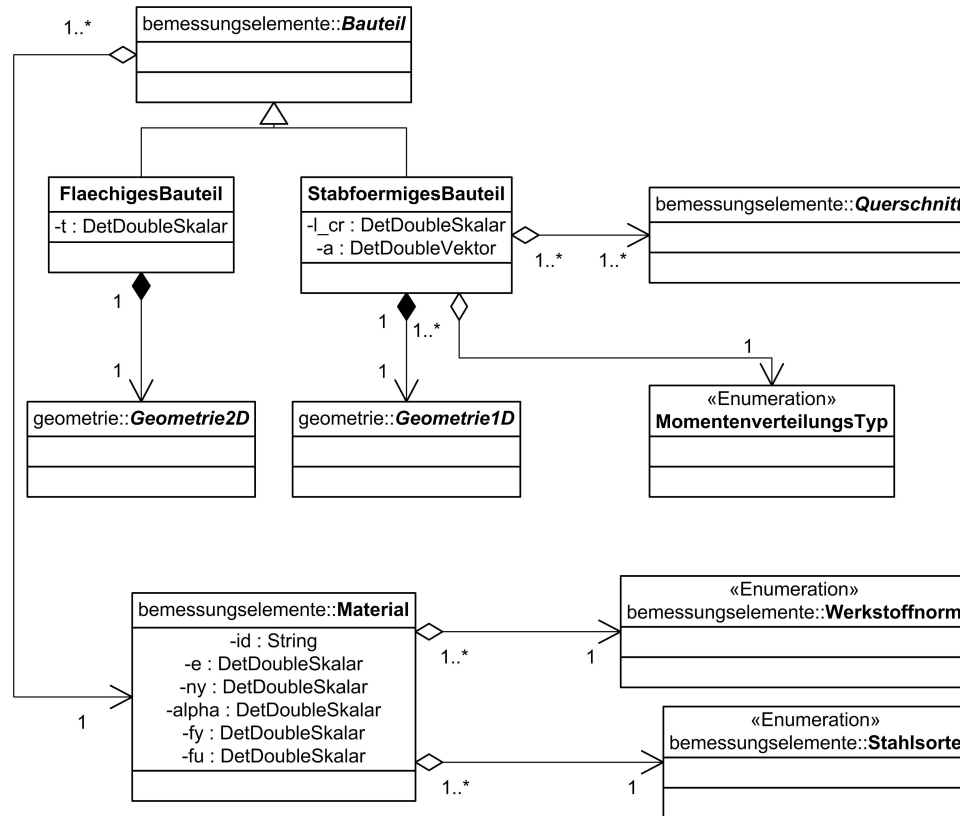 1..*
bemessungselemente::Bauteil
FlaechigesBauteil
-t : DetDoubleSkalar
StabfoermigesBauteil
-l_cr : DetDoubleSkalar
-a : DetDoubleVektor
bemessungselemente::Querschnitt
1..*
1..*
1
1
1..*
1
1
1
geometrie::Geometrie2D
geometrie::Geometrie1D
«Enumeration»
MomentenverteilungsTyp
bemessungselemente::Material
-id : String
-e : DetDoubleSkalar
-ny : DetDoubleSkalar
-alpha : DetDoubleSkalar
-fy : DetDoubleSkalar
-fu : DetDoubleSkalar
1
«Enumeration»
bemessungselemente::Werkstoffnorm
1..*
1
«Enumeration»
bemessungselemente::Stahlsorte
1..*
1